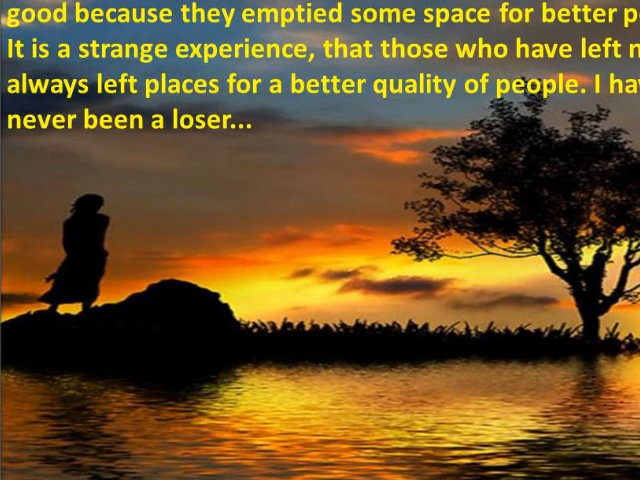 good because they emptied some space for better
It is a strange experience, that those who have left
always left places for a better quality of people. I
never been a loser...